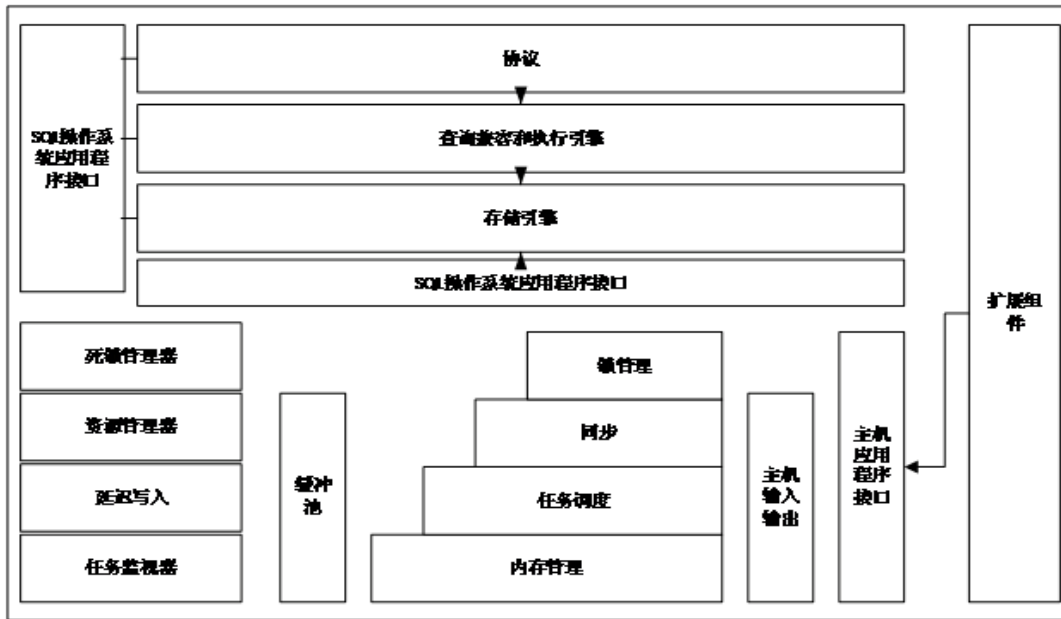 协议
SQL操作系
统应用程
序接口
查询兼容和执行引擎
存储引擎
SQL操作系统应用程序接口
扩展组
件
死锁管理器
锁管理
资源管理器
同步
主机
应用
程序
接口
缓冲
池
主机
输入
输出
延迟写入
任务调度
任务监视器
内存管理